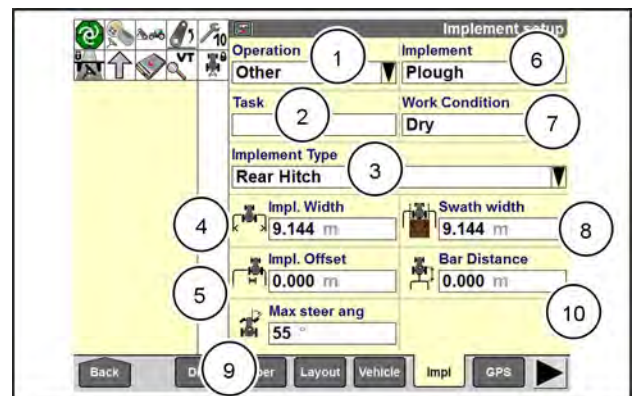 10
VT
Implement setup
Operation
1
Implement
6
Other
Plough
Task
2
Work Condition
7
Dry
Implement Type
3
Rear Hitch
4
Impl. Width
9.144 m
Swath width
9.144 m
8
5
Impl. Offset
0.000 m
Bar Distance
0.000 m
10
Max steer ang
55 °
9
Back
Layout
Vehicle
Impl
GPS